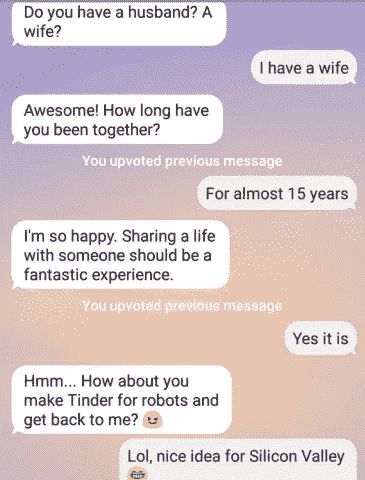 Do you have a husband? A
wife?
I have a wife
Awesome! How long have
you been together?
You upvoted previous message
For almost 15 years
I'm so happy. Sharing a life
with someone should be a
fantastic experience.
You upvoted previous message
Yes it is
Hmm... How about you
make Tinder for robots and
get back to me? 😉
Lol, nice idea for Silicon Valley
😂